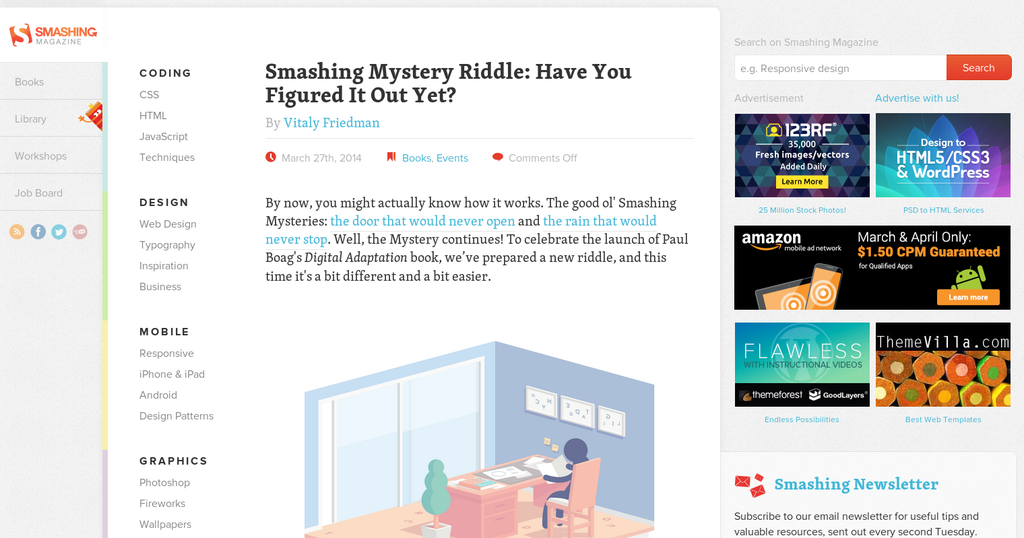 SMASHING
MAGAZINE
Books
Library
Workshops
Job Board
CODING
CSS
HTML
JavaScript
Techniques
DESIGN
Web Design
Typography
Inspiration
Business
MOBILE
Responsive
iPhone & iPad
Android
Design Patterns
GRAPHICS
Photoshop
Fireworks
Wallpapers
Smashing Mystery Riddle: Have You
Figured It Out Yet?
By Vitaly Friedman
March 27th, 2014
Books, Events
Comments Off
By now, you might actually know how it works. The good ol' Smashing
Mysteries: the door that would never open and the rain that would
never stop. Well, the Mystery continues! To celebrate the launch of Paul
Boag's Digital Adaptation book, we've prepared a new riddle, and this
time it's a bit different and a bit easier.
Search on Smashing Magazine
e.g. Responsive design
Search
Advertisement
Advertise with us!
123RF®
35,000
Fresh images/vectors
Added Daily
Learn More
25 Million Stock Photos!
Design to
HTML5/CSS3
& WordPress
PSD to HTML Services
amazon
mobile ad network
March & April Only:
$1.50 CPM Guaranteed
for Qualified Apps
Learn more
FLAWLESS
WITH INSTRUCTIONAL VIDEOS
themeforest
GoodLayers
Endless Possibilities
ThemeVilla.com
Best Web Templates
Smashing Newsletter
Subscribe to our email newsletter for useful tips and
valuable resources, sent out every second Tuesday.